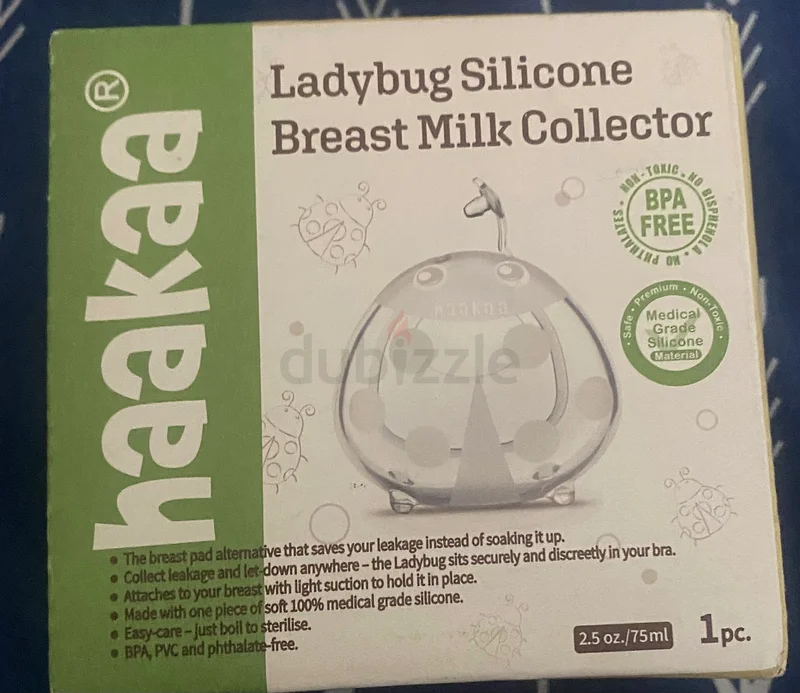 haakaa®
Ladybug Silicone
Breast Milk Collector
NON-TOXIC • NO BISPHENOL A • NO PHTHALATES •
BPA
FREE
Safe • Premium • Non-Toxic •
Medical
Grade
Silicone
Material
haakaa
dubizzle
• The breast pad alternative that saves your leakage instead of soaking it up.
• Collect leakage and let-down anywhere – the Ladybug sits securely and discreetly in your bra.
• Attaches to your breast with light suction to hold it in place.
• Made with one piece of soft 100% medical grade silicone.
• Easy-care – just boil to sterilise.
• BPA, PVC and phthalate-free.
2.5 oz./75ml
1pc.